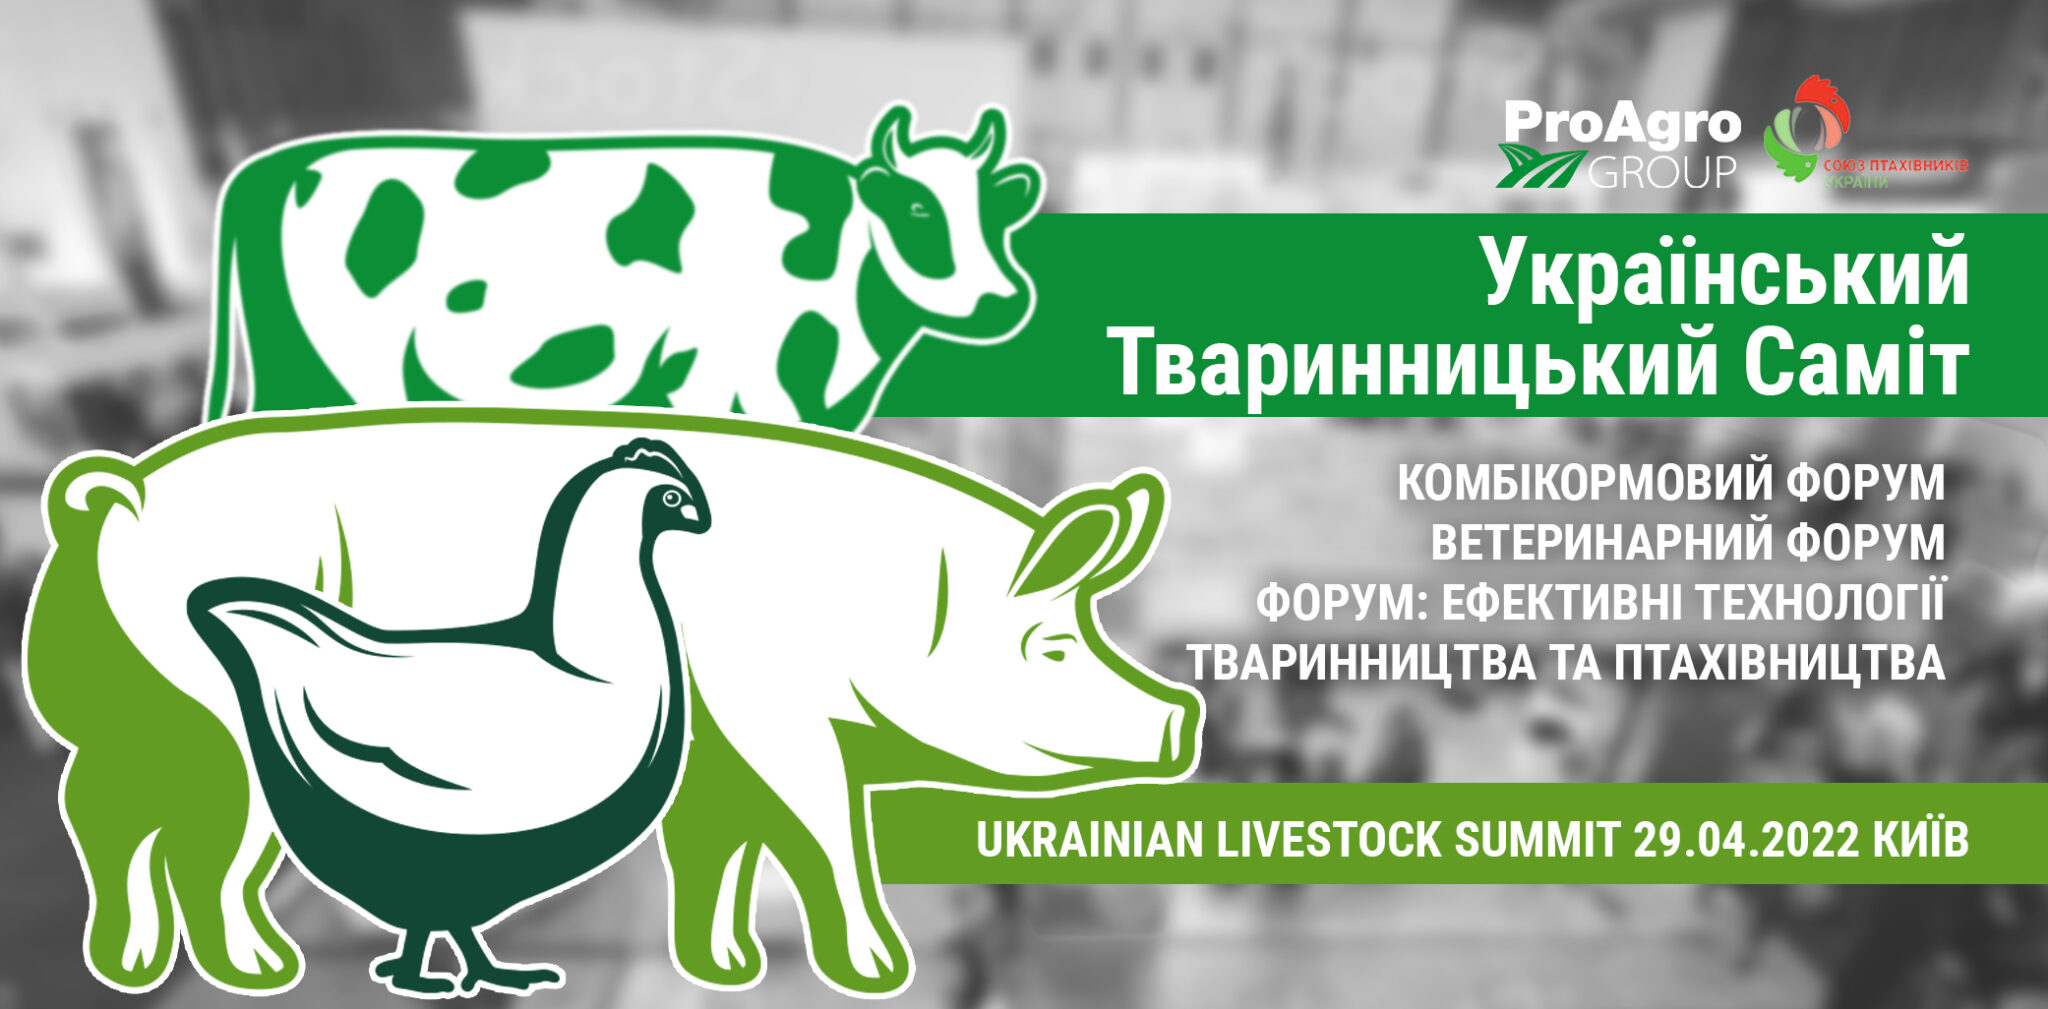 ProAgro
GROUP
СОЮЗ ПТАХІВНИКІВ
УКРАЇНИ
Український
Тваринницький Саміт
КОМБІКОРМОВИЙ ФОРУМ
ВЕТЕРИНАРНИЙ ФОРУМ
ФОРУМ: ЕФЕКТИВНІ ТЕХНОЛОГІЇ
ТВАРИННИЦТВА ТА ПТАХІВНИЦТВА
UKRAINIAN LIVESTOCK SUMMIT 29.04.2022 КИЇВ